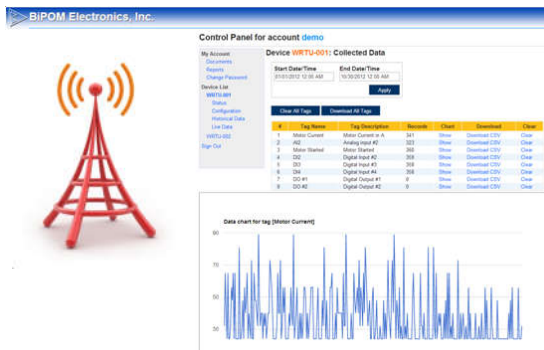 BiPOM Electronics, Inc.
Control Panel for account demo
My Account
Documents
Reports
Change Password
Device List
WRTU-001
Status
Configuration
Historical Data
Live Data
WRTU-002
Sign Out
Device WRTU-001: Collected Data
Start Date/Time End Date/Time
01/01/2012 12:00 AM 10/30/2012 12:00 AM
Apply
Clear All Tags Download All Tags
# Tag Name Tag Description Records Chart Download Clear
1 Motor Current Motor Current in A 341 Show Download CSV Clear
2 AI2 Analog Input #2 323 Show Download CSV Clear
3 Motor Started Motor Started 360 Show Download CSV Clear
4 DI2 Digital Input #2 359 Show Download CSV Clear
5 DI3 Digital Input #3 359 Show Download CSV Clear
6 DI4 Digital Input #4 359 Show Download CSV Clear
7 DO #1 Digital Output #1 0 Show Download CSV Clear
8 DO #2 Digital Output #2 0 Show Download CSV Clear
Data chart for tag [Motor Current]
90
70
50
30